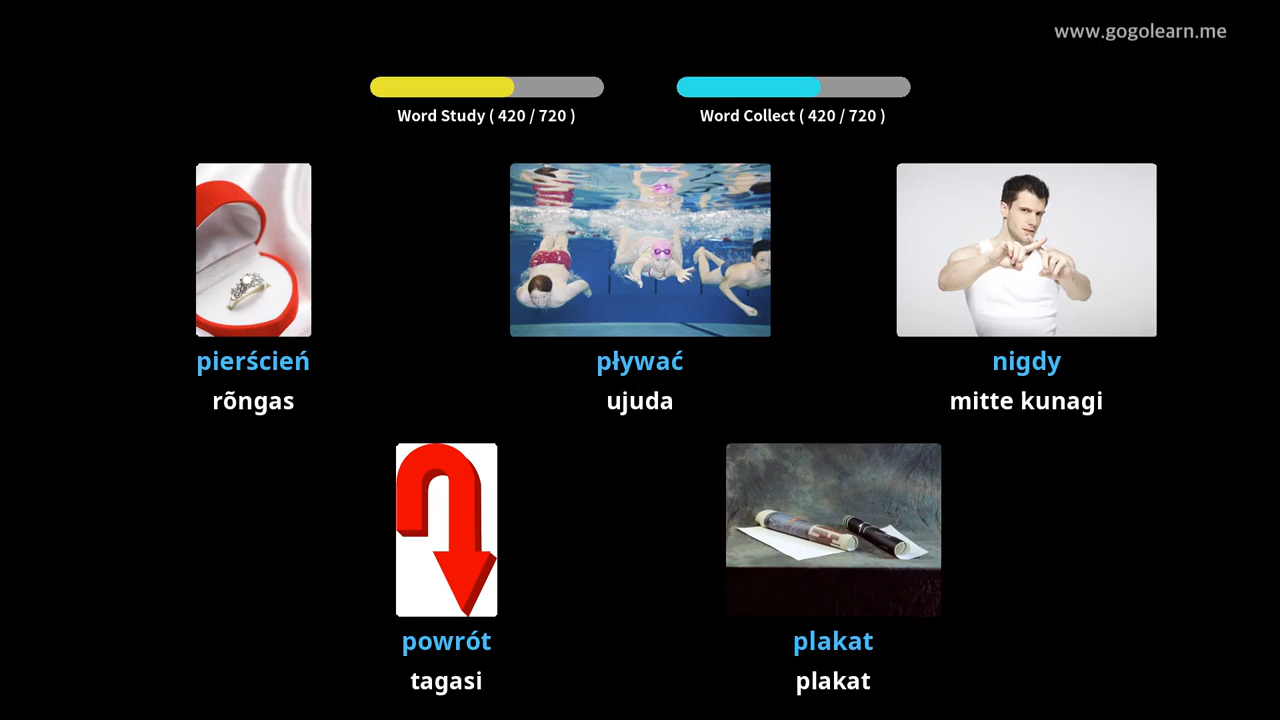 www.gogolearn.me
Word Study ( 420 / 720 )
Word Collect ( 420 / 720 )
pierścień
rõngas
pływać
ujuda
nigdy
mitte kunagi
powrót
tagasi
plakat
plakat